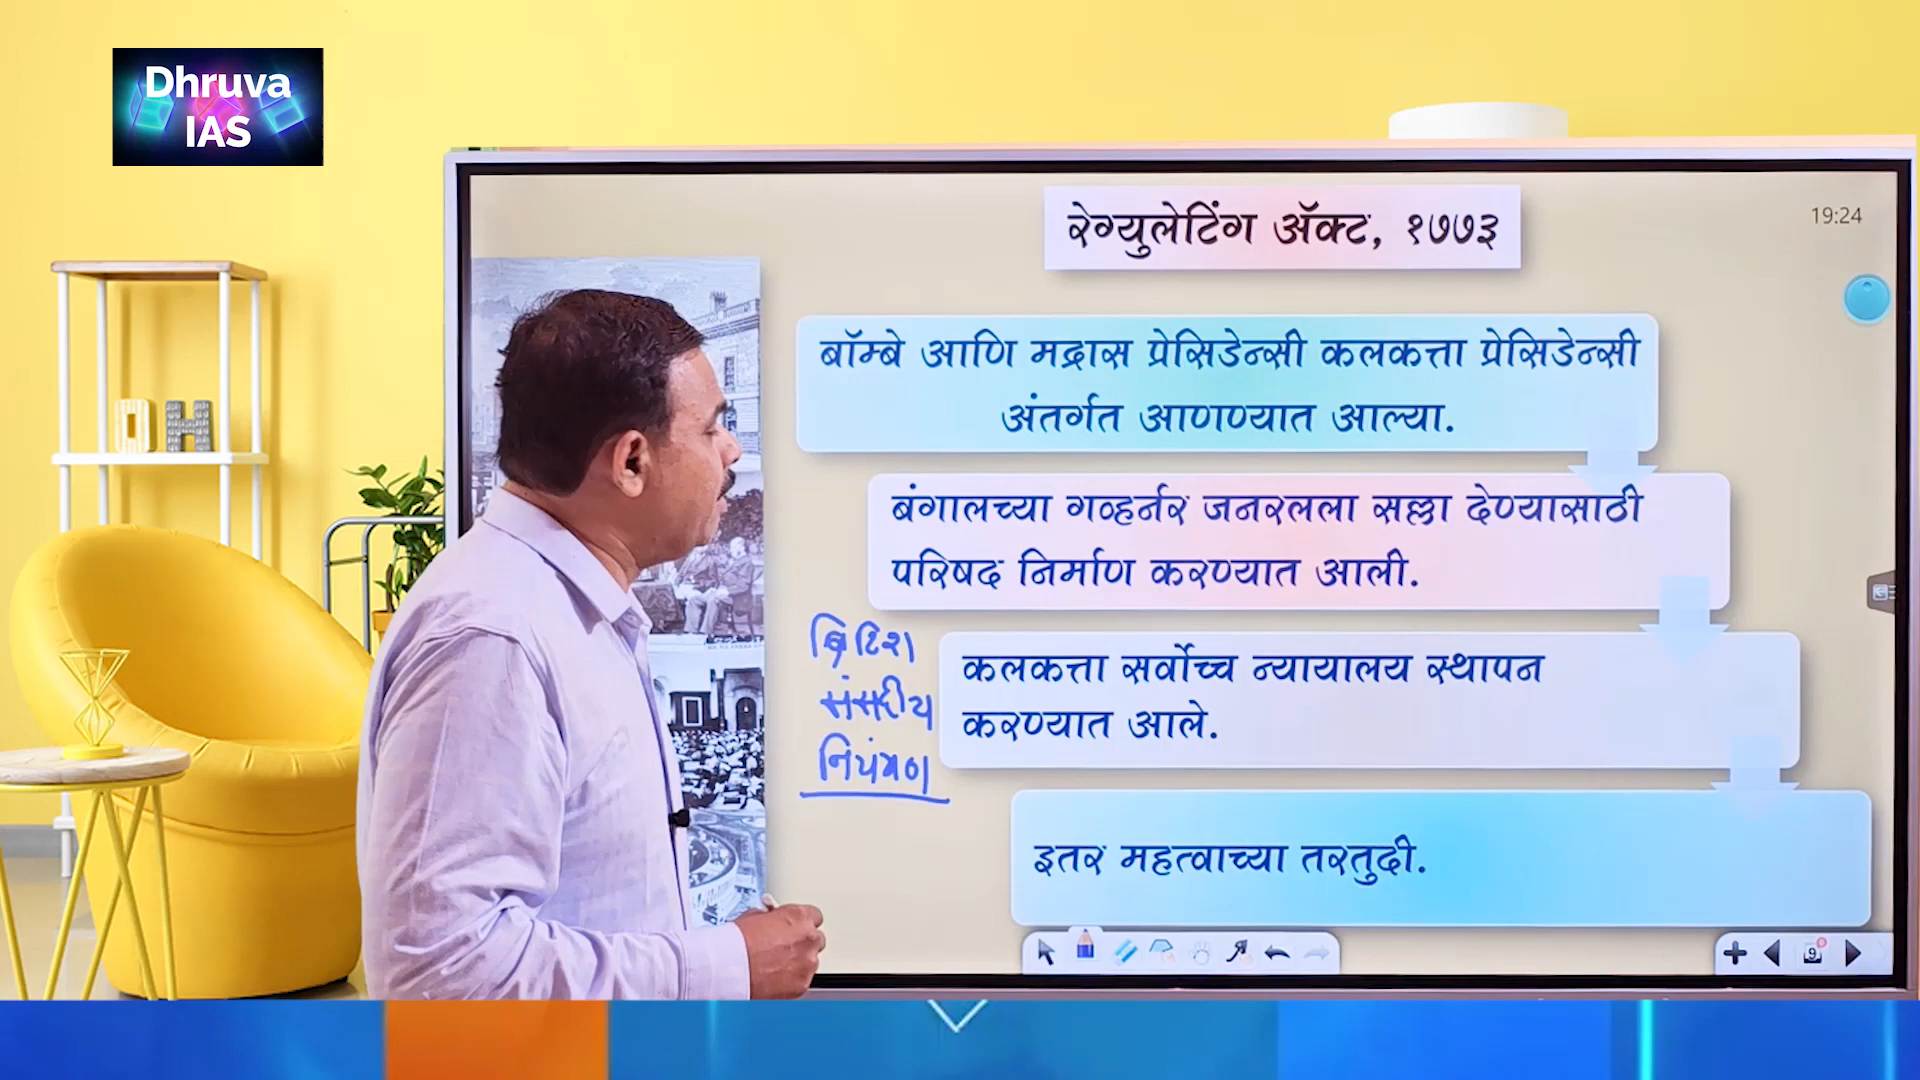 Dhruva
IAS
रेग्युलेटिंग ॲक्ट, १७७३
19:24
बॉम्बे आणि मद्रास प्रेसिडेन्सी कलकत्ता प्रेसिडेन्सी
अंतर्गत आणण्यात आल्या.
बंगालच्या गव्हर्नर जनरलला सल्ला देण्यासाठी
परिषद निर्माण करण्यात आली.
ब्रिटिश
संसदीय
नियंत्रण
कलकत्ता सर्वोच्च न्यायालय स्थापन
करण्यात आले.
इतर महत्वाच्या तरतुदी.
9